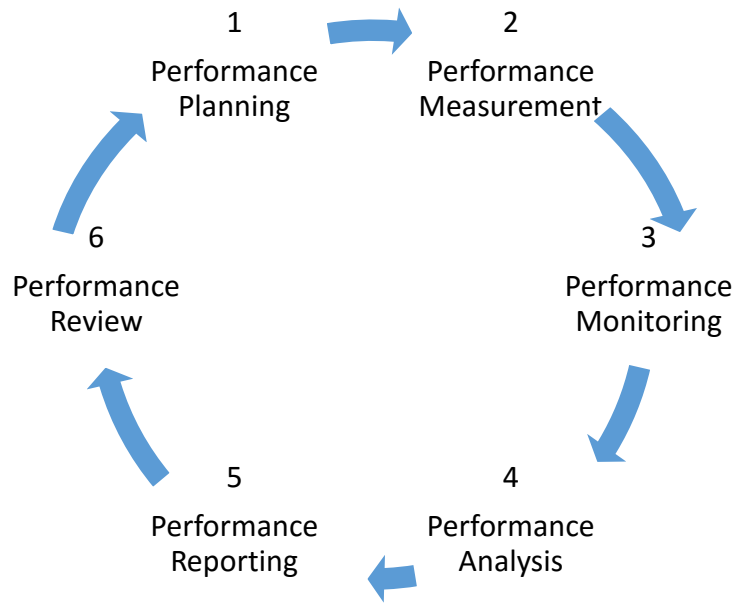 1
Performance
Planning
2
Performance
Measurement
3
Performance
Monitoring
4
Performance
Analysis
5
Performance
Reporting
6
Performance
Review